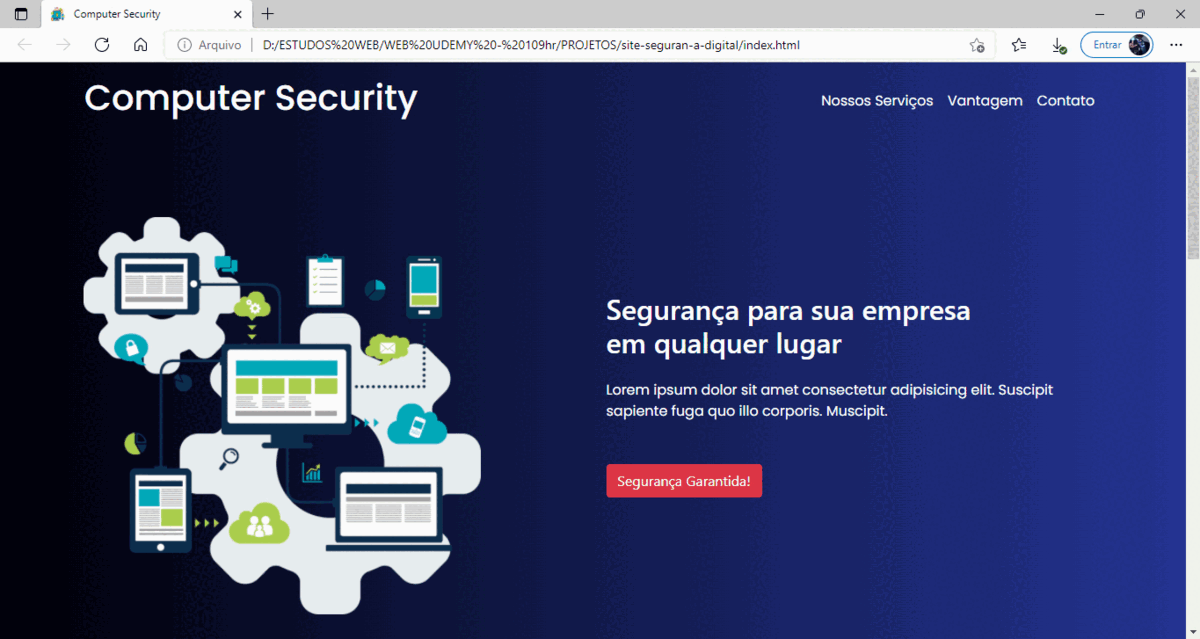 Computer Security
Arquivo | D:/ESTUDOS%20WEB/WEB%20UDEMY%20-%20109hr/PROJETOS/site-seguran-a-digital/index.html
Entrar
Computer Security
Nossos Serviços Vantagem Contato
Segurança para sua empresa
em qualquer lugar
Lorem ipsum dolor sit amet consectetur adipisicing elit. Suscipit
sapiente fuga quo illo corporis. Muscipit.
Segurança Garantida!